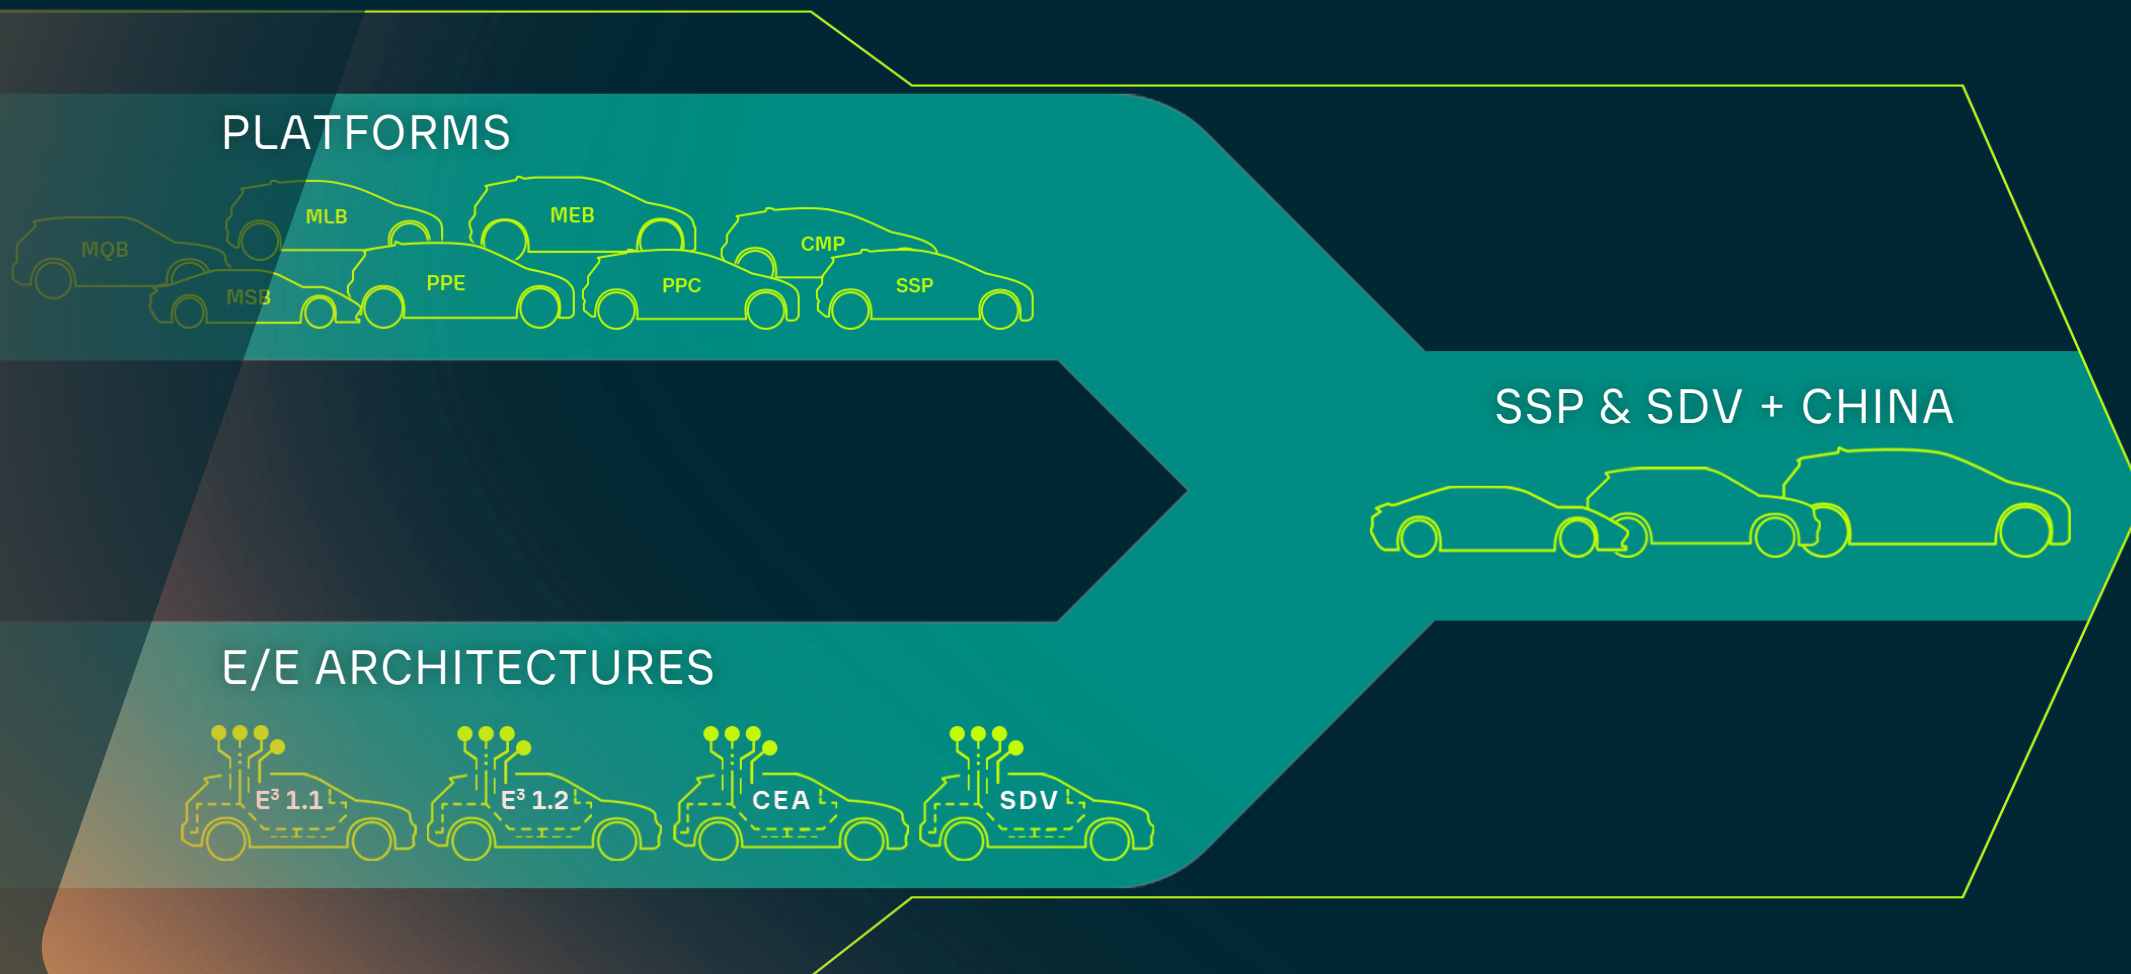 PLATFORMS
MLB
MEB
MQB
CMP
MSB
PPE
PPC
SSP
SSP & SDV + CHINA
E/E ARCHITECTURES
E³ 1.1
E³ 1.2
CEA
SDV